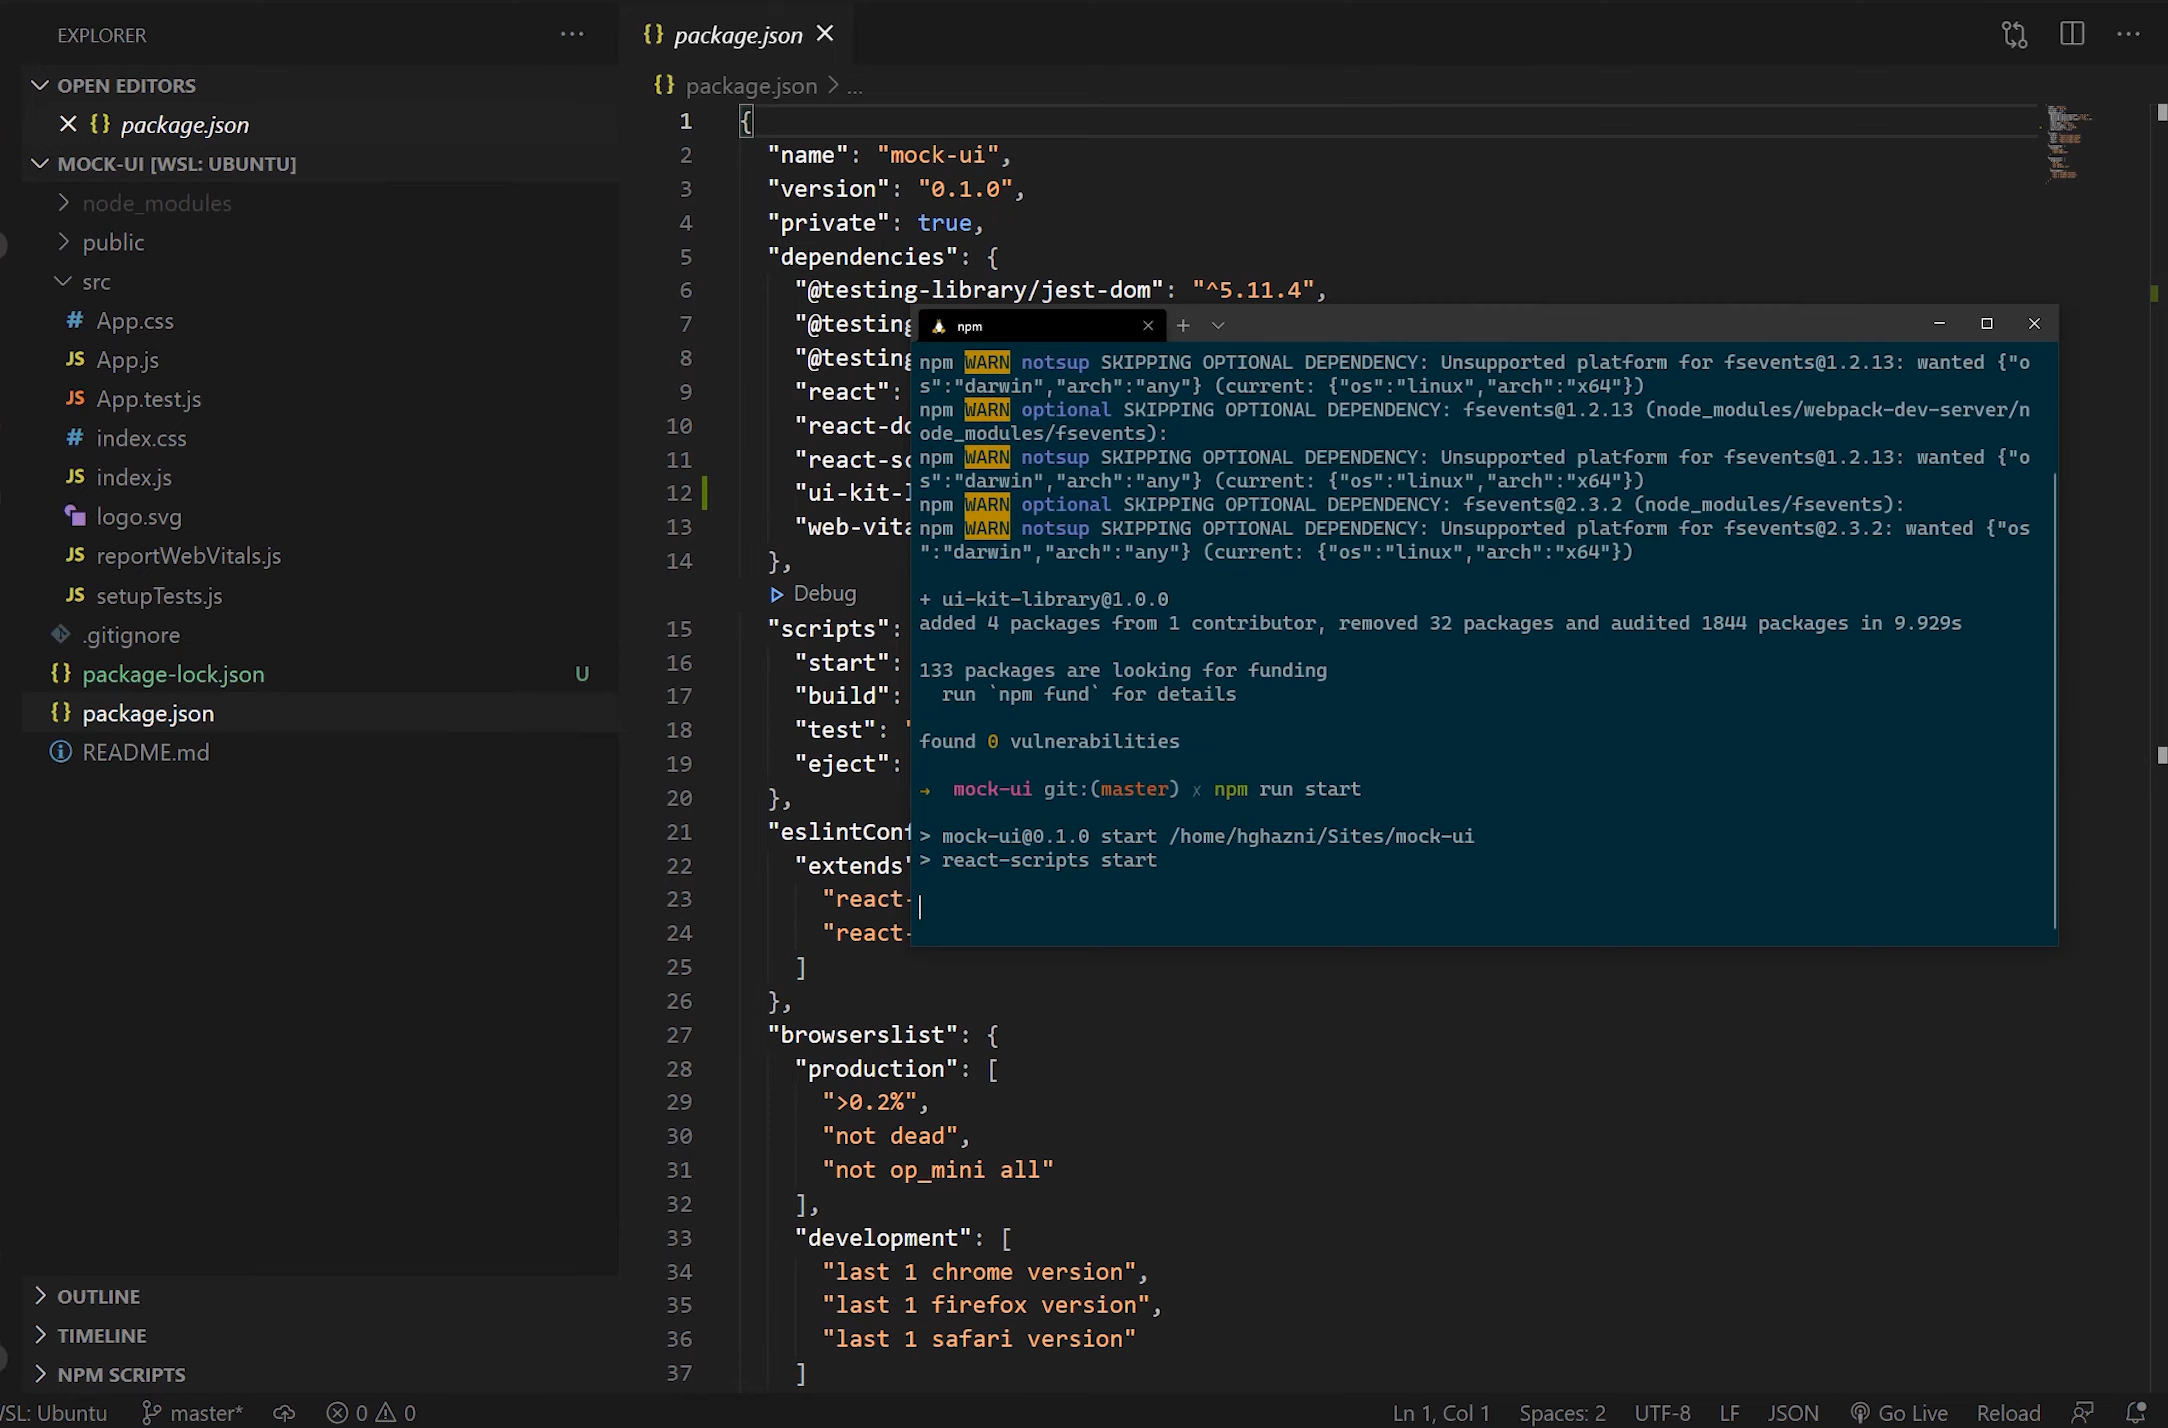 EXPLORER
OPEN EDITORS
package.json
MOCK-UI [WSL: UBUNTU]
node_modules
public
src
# App.css
JS App.js
JS App.test.js
# index.css
JS index.js
logo.svg
JS reportWebVitals.js
JS setupTests.js
.gitignore
{} package-lock.json U
{} package.json
README.md
OUTLINE
TIMELINE
NPM SCRIPTS
{} package.json
{} package.json > ...
1 {
2 "name": "mock-ui",
3 "version": "0.1.0",
4 "private": true,
5 "dependencies": {
6 "@testing-library/jest-dom": "^5.11.4",
7 "@testing
8 "@testing
9 "react":
10 "react-do
11 "react-sc
12 "ui-kit-l
13 "web-vita
14 },
Debug
15 "scripts":
16 "start":
17 "build":
18 "test": "
19 "eject":
20 },
21 "eslintConf
22 "extends"
23 "react-
24 "react-
25 ]
26 },
27 "browserslist": {
28 "production": [
29 ">0.2%",
30 "not dead",
31 "not op_mini all"
32 ],
33 "development": [
34 "last 1 chrome version",
35 "last 1 firefox version",
36 "last 1 safari version"
37 ]
npm
npm WARN notsup SKIPPING OPTIONAL DEPENDENCY: Unsupported platform for fsevents@1.2.13: wanted {"o
s":"darwin","arch":"any"} (current: {"os":"linux","arch":"x64"})
npm WARN optional SKIPPING OPTIONAL DEPENDENCY: fsevents@1.2.13 (node_modules/webpack-dev-server/n
ode_modules/fsevents):
npm WARN notsup SKIPPING OPTIONAL DEPENDENCY: Unsupported platform for fsevents@1.2.13: wanted {"o
s":"darwin","arch":"any"} (current: {"os":"linux","arch":"x64"})
npm WARN optional SKIPPING OPTIONAL DEPENDENCY: fsevents@2.3.2 (node_modules/fsevents):
npm WARN notsup SKIPPING OPTIONAL DEPENDENCY: Unsupported platform for fsevents@2.3.2: wanted {"os
":"darwin","arch":"any"} (current: {"os":"linux","arch":"x64"})
+ ui-kit-library@1.0.0
added 4 packages from 1 contributor, removed 32 packages and audited 1844 packages in 9.929s
133 packages are looking for funding
run `npm fund` for details
found 0 vulnerabilities
→ mock-ui git:(master) ✗ npm run start
> mock-ui@0.1.0 start /home/hghazni/Sites/mock-ui
> react-scripts start
WSL: Ubuntu master* 0 0 Ln 1, Col 1 Spaces: 2 UTF-8 LF JSON Go Live Reload